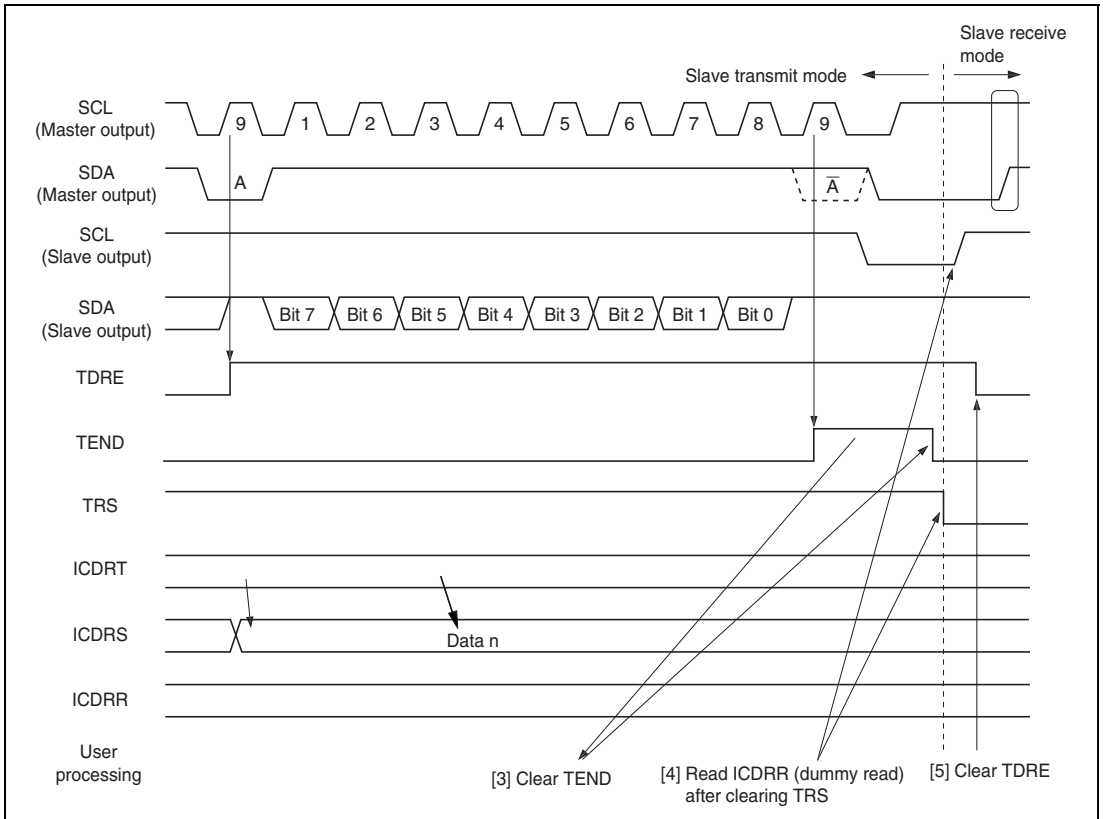 Slave receive
mode
Slave transmit mode
SCL
(Master output)
9 1 2 3 4 5 6 7 8 9
SDA
(Master output)
A A̅
SCL
(Slave output)
SDA
(Slave output)
Bit 7 Bit 6 Bit 5 Bit 4 Bit 3 Bit 2 Bit 1 Bit 0
TDRE
TEND
TRS
ICDRT
ICDRS
Data n
ICDRR
User
processing
[3] Clear TEND
[4] Read ICDRR (dummy read)
after clearing TRS
[5] Clear TDRE